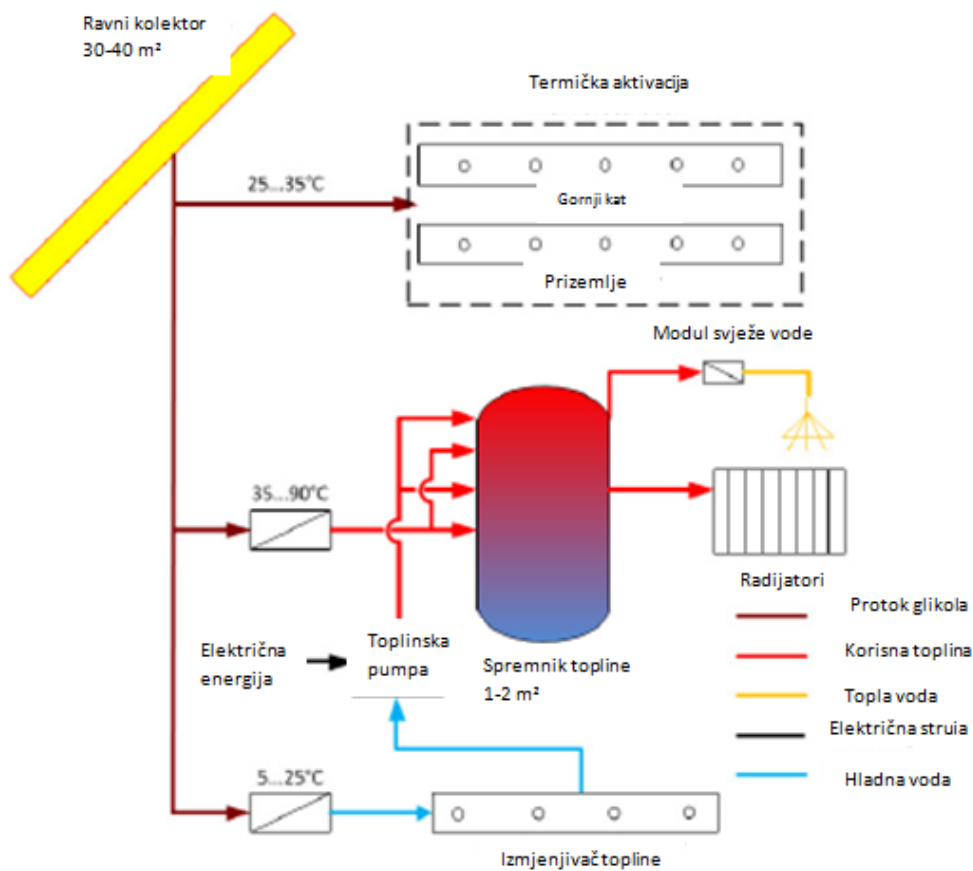 Ravni kolektor
30-40 m²
Termička aktivacija
25...35°C
Gornji kat
Prizemlje
Modul svježe vode
35...90°C
Radijatori
Električna
energija
Toplinska
pumpa
Spremnik topline
1-2 m²
Protok glikola
Korisna toplina
Topla voda
Električna struia
Hladna voda
5...25°C
Izmjenjivač topline